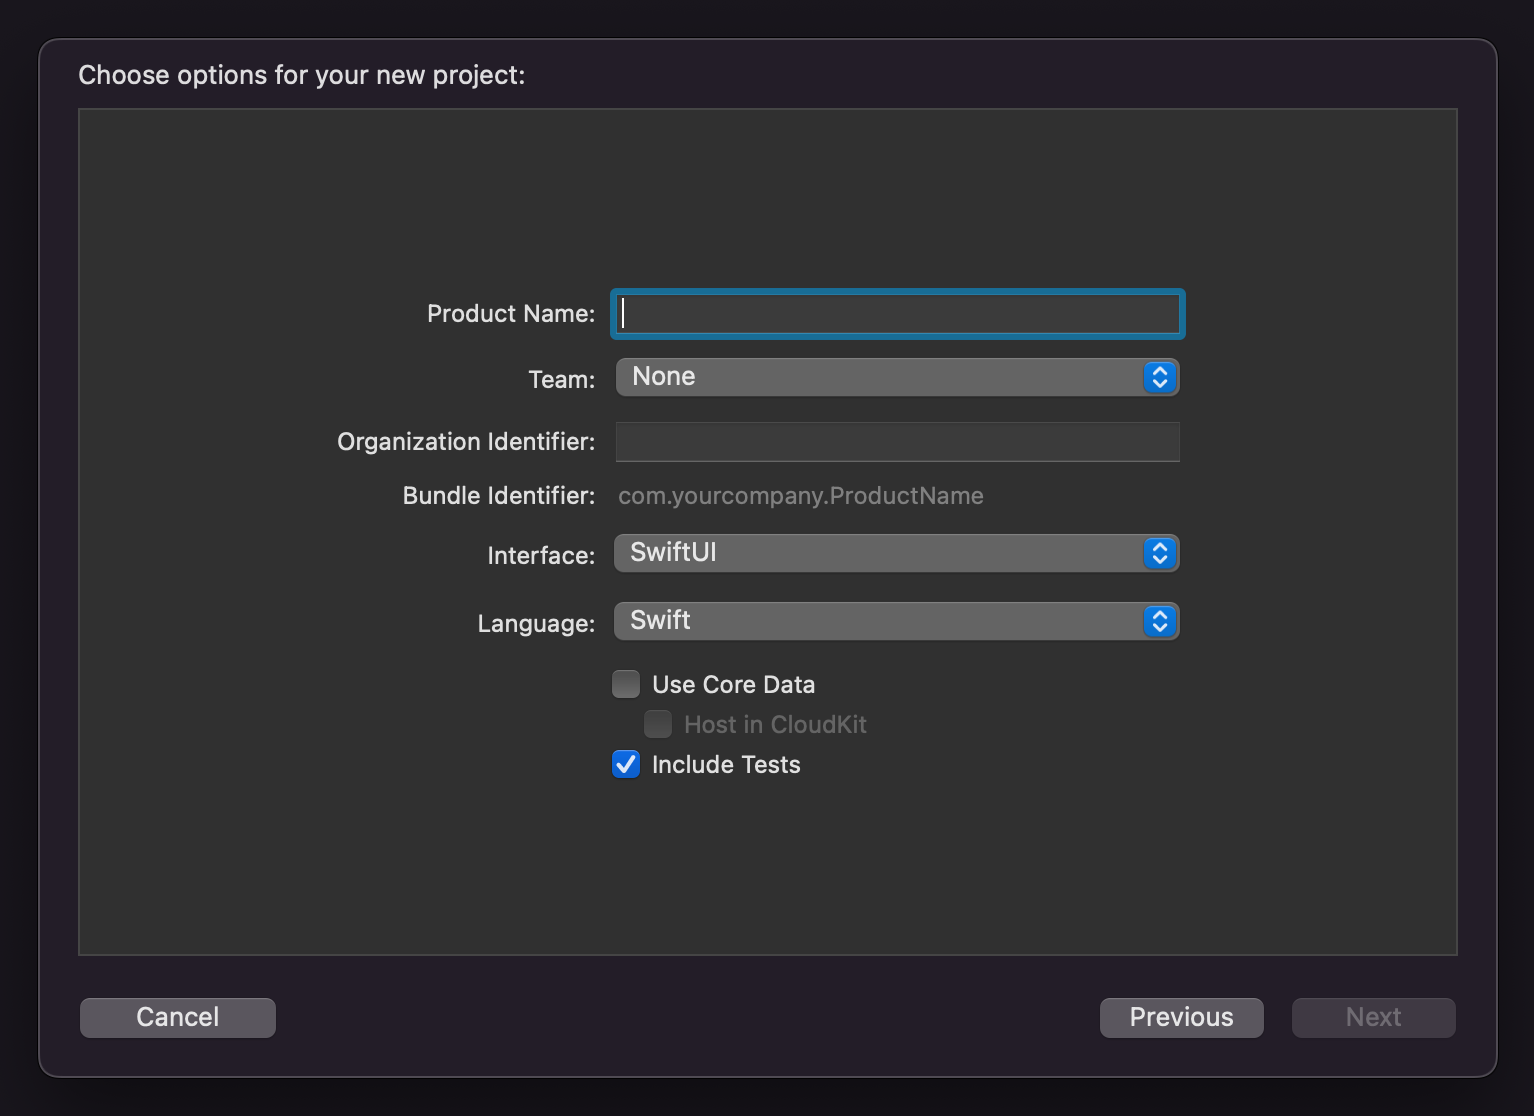 Choose options for your new project:
Product Name:
Team: None
Organization Identifier:
Bundle Identifier: com.yourcompany.ProductName
Interface: SwiftUI
Language: Swift
Use Core Data
Host in CloudKit
Include Tests
Cancel Previous Next